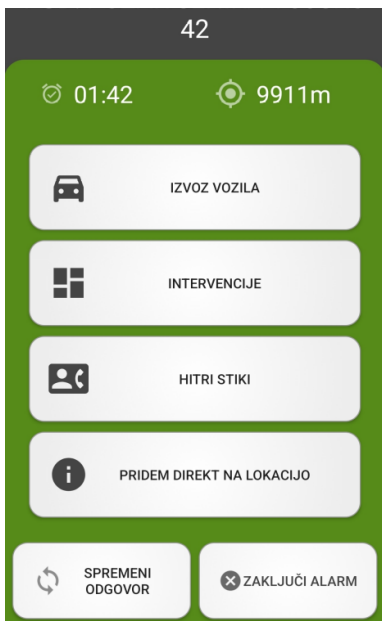 42
01:42
9911m
IZVOZ VOZILA
INTERVENCIJE
HITRI STIKI
PRIDEM DIREKT NA LOKACIJO
SPREMENI
ODGOVOR
ZAKLJUČI ALARM